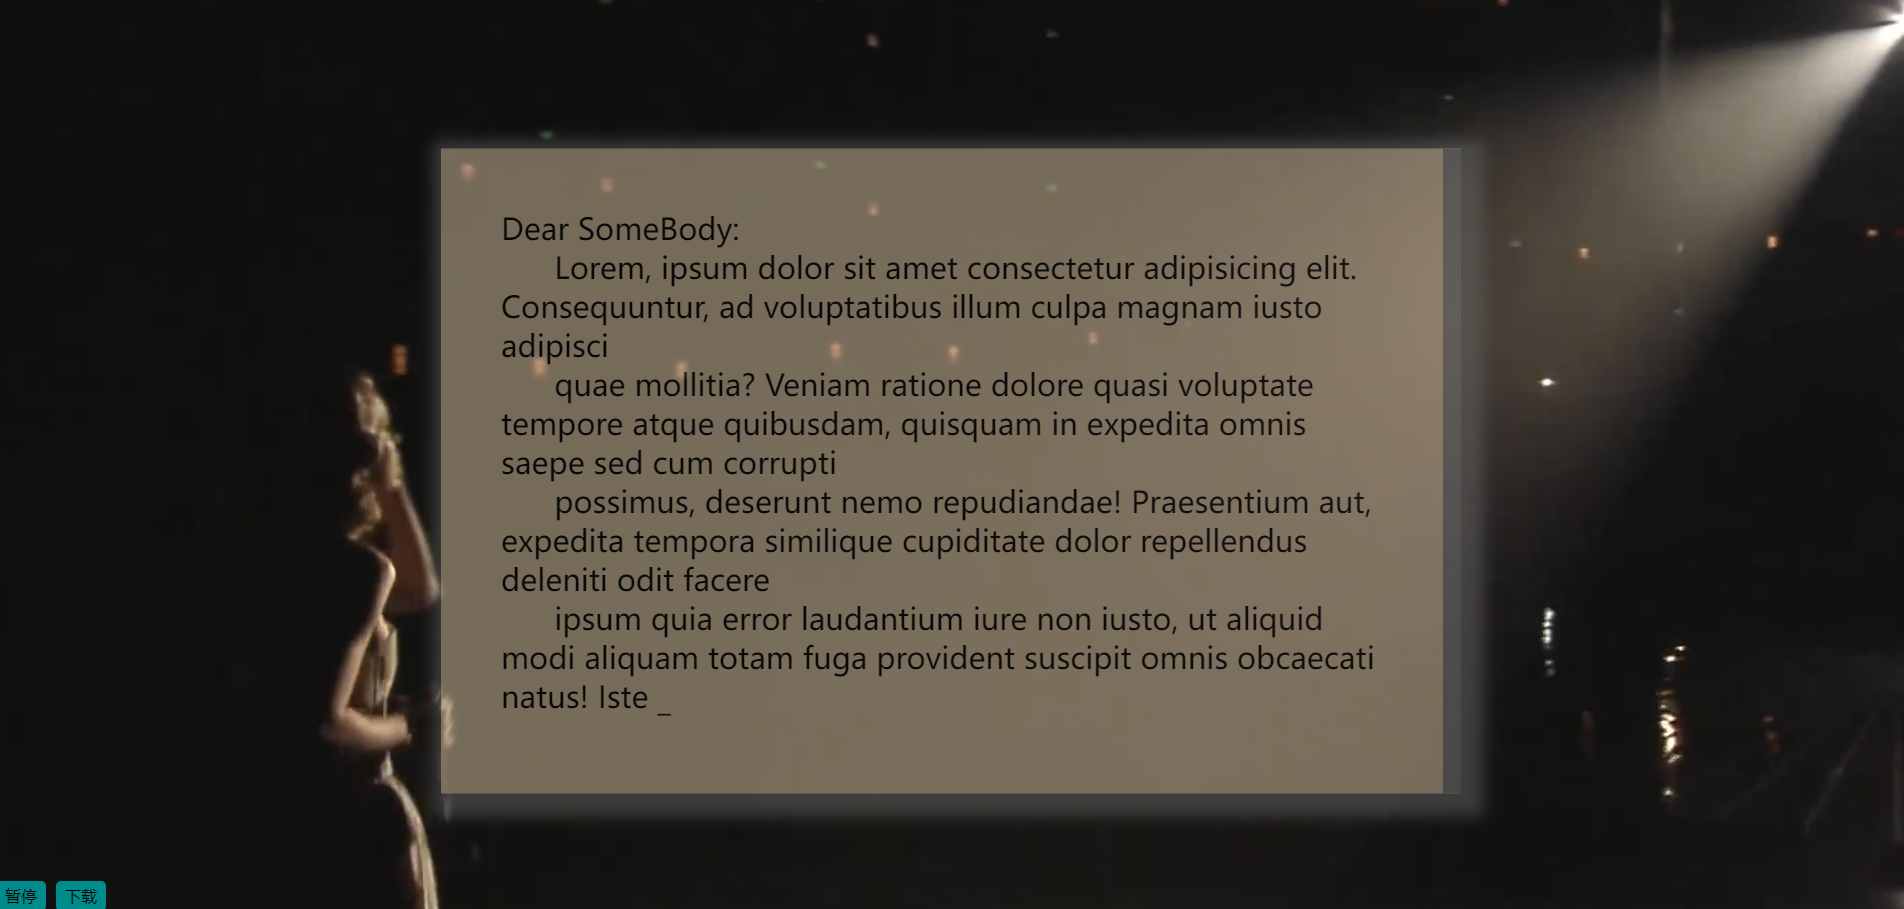 Dear SomeBody:
Lorem, ipsum dolor sit amet consectetur adipisicing elit.
Consequuntur, ad voluptatibus illum culpa magnam iusto
adipisci
quae mollitia? Veniam ratione dolore quasi voluptate
tempore atque quibusdam, quisquam in expedita omnis
saepe sed cum corrupti
possimus, deserunt nemo repudiandae! Praesentium aut,
expedita tempora similique cupiditate dolor repellendus
deleniti odit facere
ipsum quia error laudantium iure non iusto, ut aliquid
modi aliquam totam fuga provident suscipit omnis obcaecati
natus! Iste _
暂停 下载